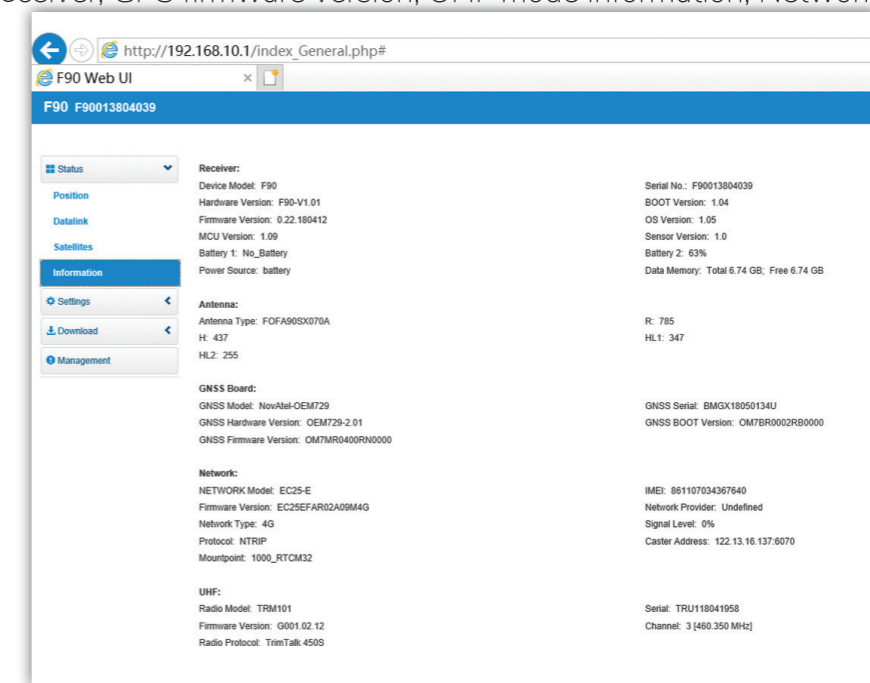 eceiver, GPS firmware version, UHF mode information, Network
http://192.168.10.1/index_General.php#
F90 Web UI
F90 F90013804039
Status
Position
Datalink
Satellites
Information
Settings
Download
Management
Receiver:
Device Model: F90 Serial No.: F90013804039
Hardware Version: F90-V1.01 BOOT Version: 1.04
Firmware Version: 0.22.180412 OS Version: 1.05
MCU Version: 1.09 Sensor Version: 1.0
Battery 1: No_Battery Battery 2: 63%
Power Source: battery Data Memory: Total 6.74 GB; Free 6.74 GB
Antenna:
Antenna Type: FOFA90SX070A R: 785
H: 437 HL1: 347
HL2: 255
GNSS Board:
GNSS Model: NovAtel-OEM729 GNSS Serial: BMGX18050134U
GNSS Hardware Version: OEM729-2.01 GNSS BOOT Version: OM7BR0002RB0000
GNSS Firmware Version: OM7MR0400RN0000
Network:
NETWORK Model: EC25-E IMEI: 861107034367640
Firmware Version: EC25EFAR02A09M4G Network Provider: Undefined
Network Type: 4G Signal Level: 0%
Protocol: NTRIP Caster Address: 122.13.16.137:6070
Mountpoint: 1000_RTCM32
UHF:
Radio Model: TRM101 Serial: TRU118041958
Firmware Version: G001.02.12 Channel: 3 [460.350 MHz]
Radio Protocol: TrimTalk 450S